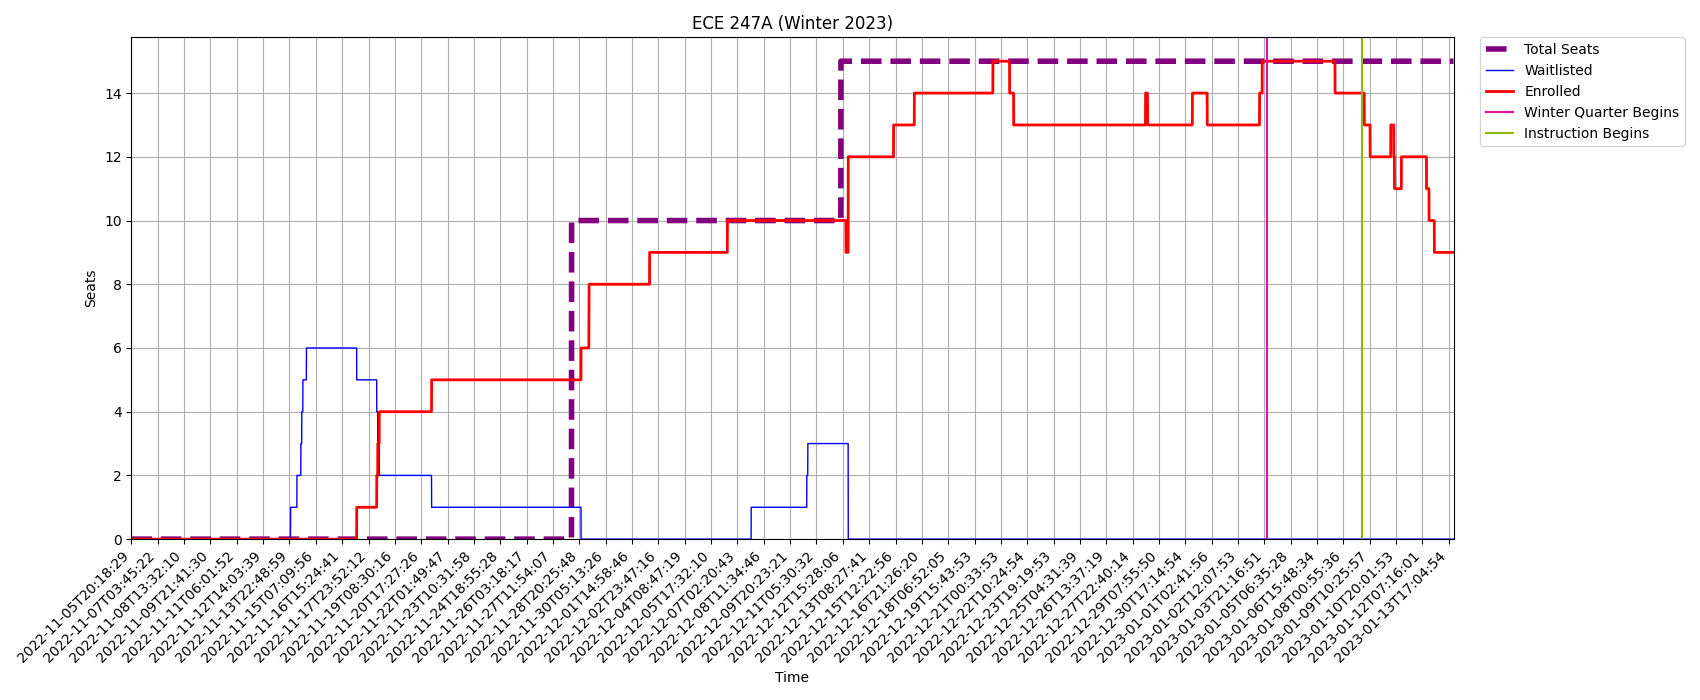 ECE 247A (Winter 2023)
Total Seats
Waitlisted
Enrolled
Winter Quarter Begins
Instruction Begins
Seats
14
12
10
8
6
4
2
0
2022-11-05T20:18:29
2022-11-07T03:45:22
2022-11-08T13:32:10
2022-11-09T21:41:30
2022-11-11T06:01:52
2022-11-12T14:03:39
2022-11-13T22:48:59
2022-11-15T07:09:56
2022-11-16T15:24:41
2022-11-17T23:52:12
2022-11-19T08:30:16
2022-11-20T17:27:26
2022-11-22T01:49:47
2022-11-23T10:31:58
2022-11-24T18:55:28
2022-11-26T03:18:17
2022-11-27T11:54:07
2022-11-28T20:25:48
2022-11-30T05:13:26
2022-12-01T14:58:46
2022-12-02T23:47:16
2022-12-04T08:47:19
2022-12-05T17:32:10
2022-12-07T02:20:43
2022-12-08T11:34:46
2022-12-09T20:23:21
2022-12-11T05:30:32
2022-12-12T15:28:06
2022-12-13T08:27:41
2022-12-15T12:22:56
2022-12-16T21:26:20
2022-12-18T06:52:05
2022-12-19T15:43:53
2022-12-21T00:33:53
2022-12-22T10:24:54
2022-12-23T19:19:53
2022-12-25T04:31:39
2022-12-26T13:37:19
2022-12-27T22:40:14
2022-12-29T07:55:50
2022-12-30T17:14:54
2023-01-01T02:41:56
2023-01-02T12:07:53
2023-01-03T21:16:51
2023-01-05T06:35:28
2023-01-06T15:48:34
2023-01-08T00:55:36
2023-01-09T10:25:57
2023-01-10T20:01:53
2023-01-12T07:16:01
2023-01-13T17:04:54
Time